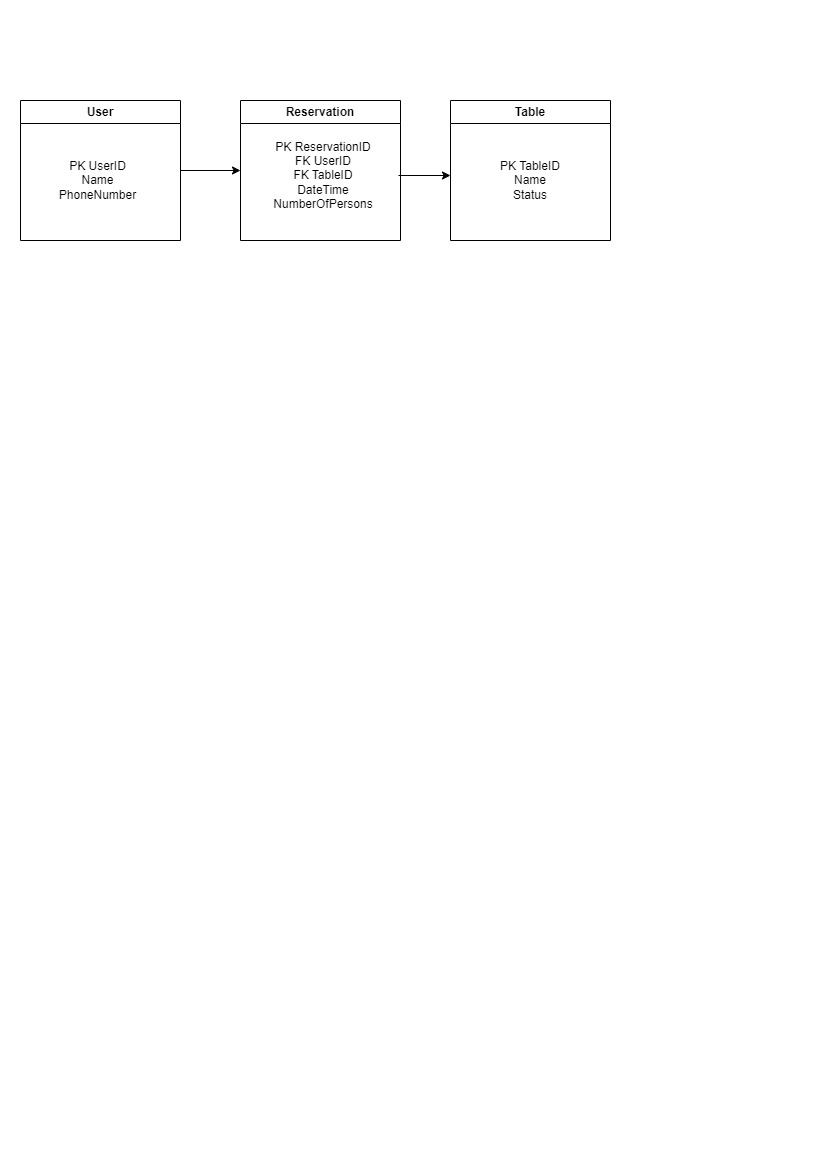 User
PK UserID
Name
PhoneNumber
Reservation
PK ReservationID
FK UserID
FK TableID
DateTime
NumberOfPersons
Table
PK TableID
Name
Status